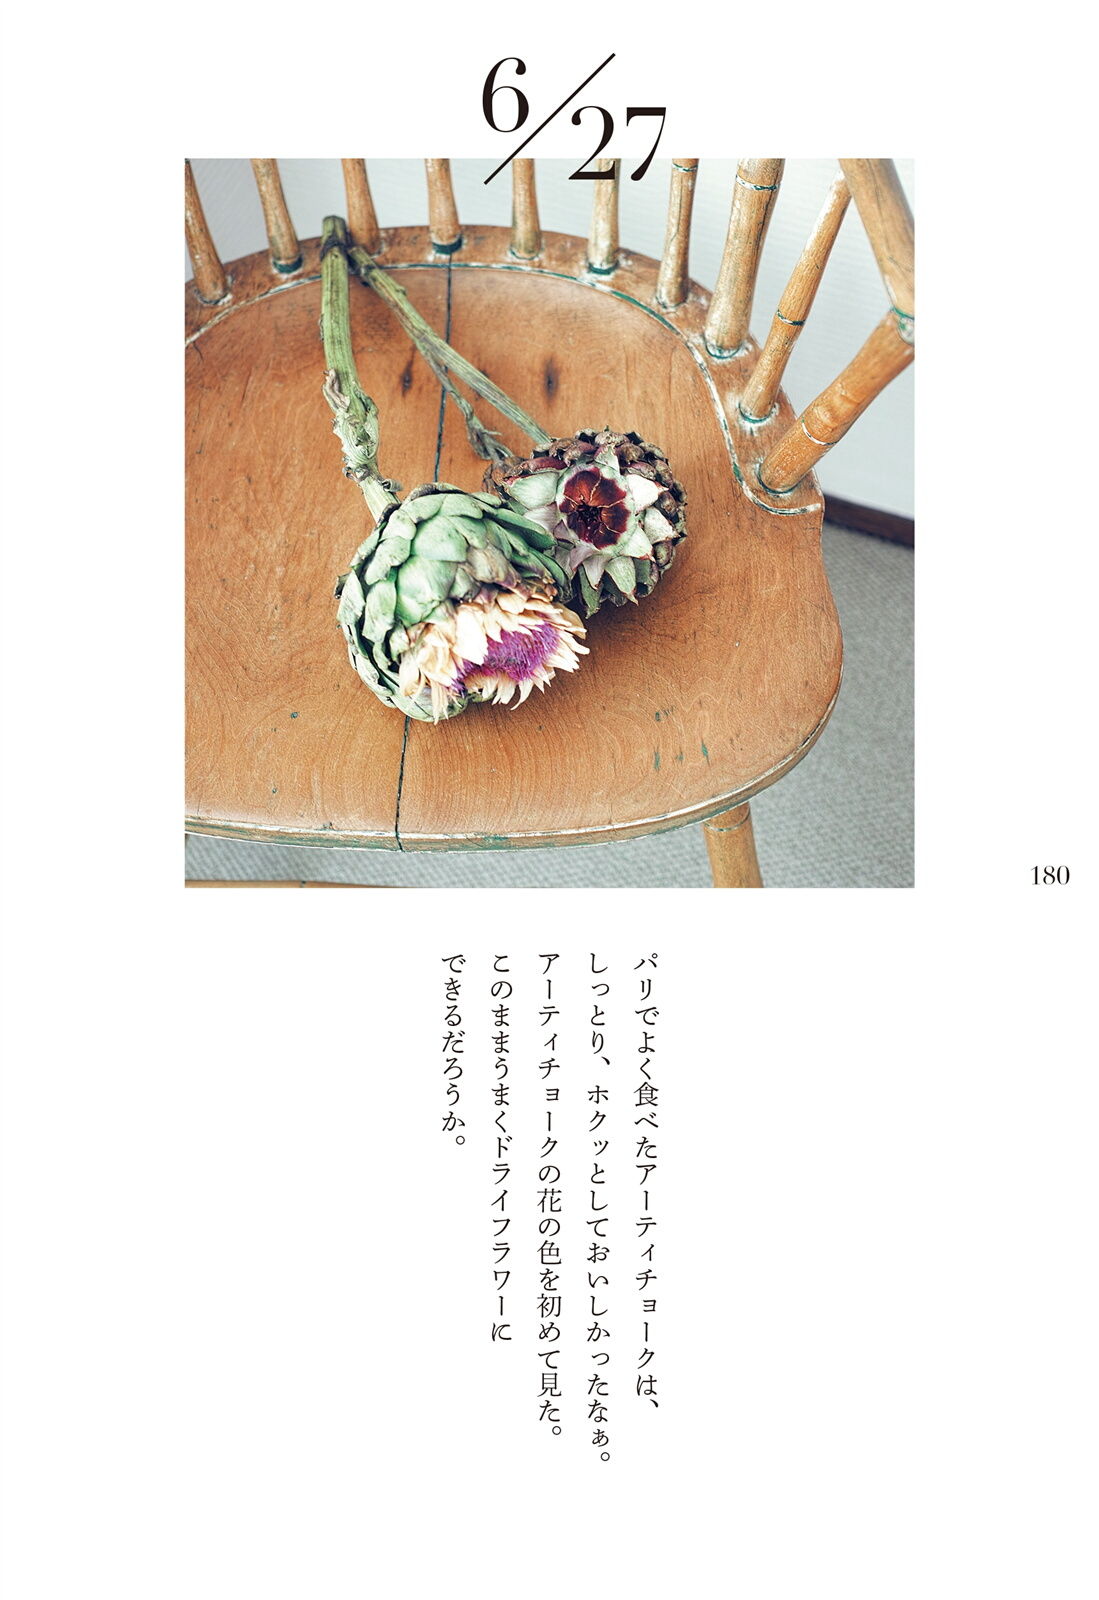 6/27
180
パリでよく食べたアーティチョークは、
しっとり、ホクッとしておいしかったなぁ。
アーティチョークの花の色を初めて見た。
このままうまくドライフラワーに
できるだろうか。